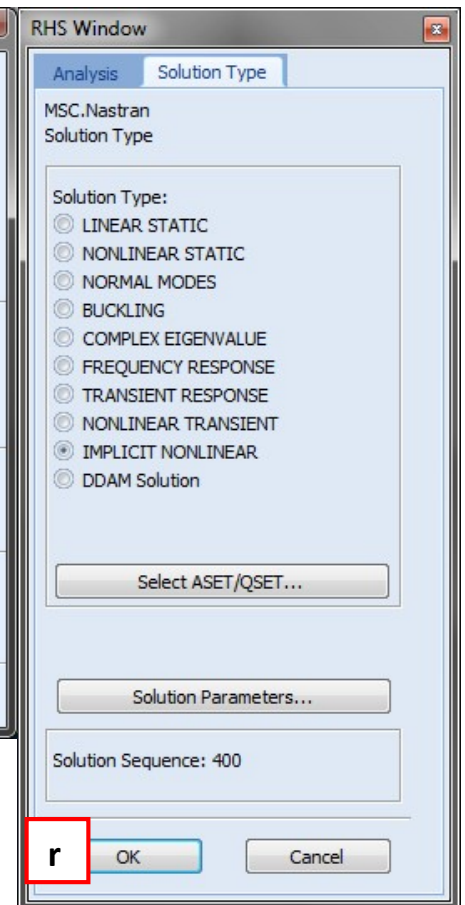 RHS Window
Analysis Solution Type
MSC.Nastran
Solution Type
Solution Type:
LINEAR STATIC
NONLINEAR STATIC
NORMAL MODES
BUCKLING
COMPLEX EIGENVALUE
FREQUENCY RESPONSE
TRANSIENT RESPONSE
NONLINEAR TRANSIENT
IMPLICIT NONLINEAR
DDAM Solution
Select ASET/QSET...
Solution Parameters...
Solution Sequence: 400
r OK Cancel